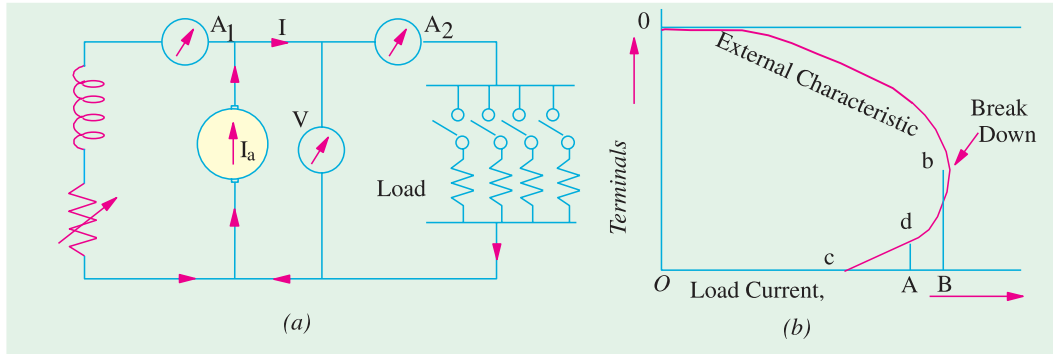 A1
I
A2
V
Ia
Load
(a)
0
External Characteristic
Break
Down
b
Terminals
d
c
O
Load Current,
A
B
(b)